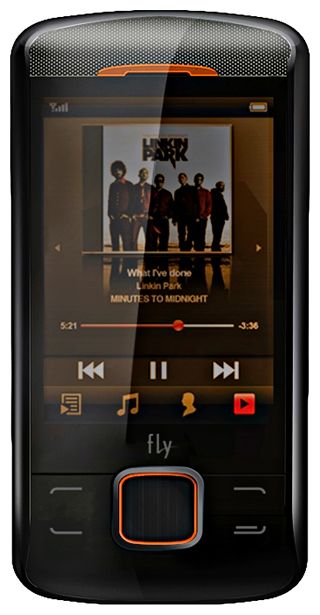 LINKIN
PARK
What I've done
Linkin Park
MINUTES TO MIDNIGHT
5:21 -3:36
fly